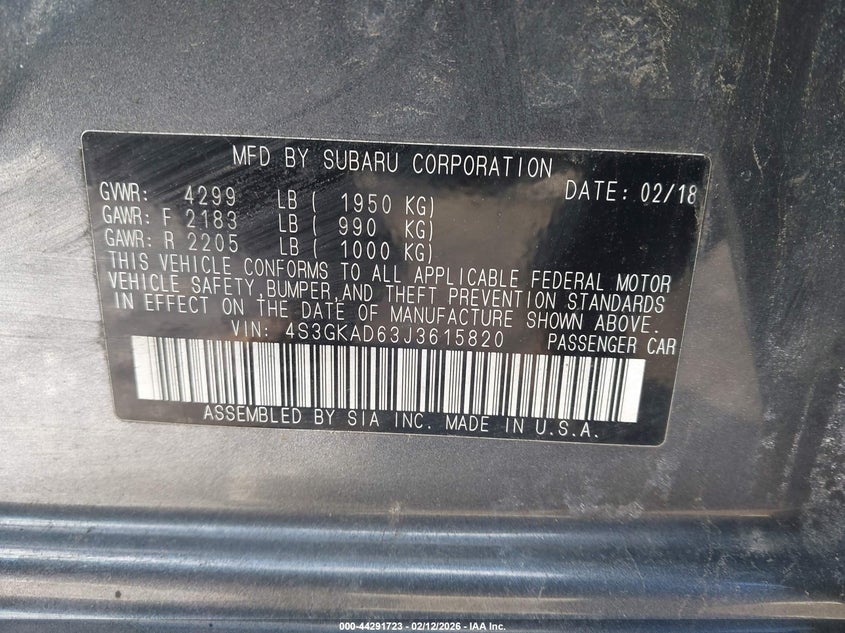 MFD BY SUBARU CORPORATION
GVWR: 4299 LB ( 1950 KG) DATE: 02/18
GAWR: F 2183 LB ( 990 KG)
GAWR: R 2205 LB ( 1000 KG)
THIS VEHICLE CONFORMS TO ALL APPLICABLE FEDERAL MOTOR
VEHICLE SAFETY, BUMPER, AND THEFT PREVENTION STANDARDS
IN EFFECT ON THE DATE OF MANUFACTURE SHOWN ABOVE.
VIN: 4S3GKAD63J3615820 PASSENGER CAR
ASSEMBLED BY SIA INC. MADE IN U.S.A.
000-44291723 - 02/12/2026 - IAA Inc.